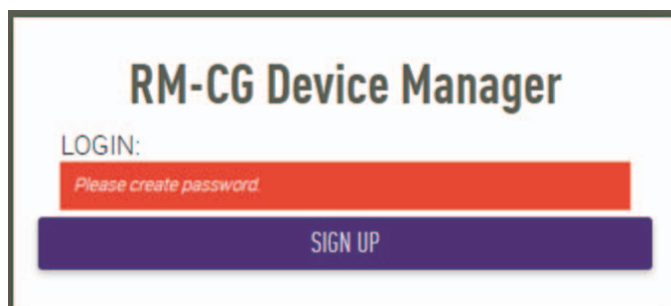 RM-CG Device Manager
LOGIN:
Please create password.
SIGN UP